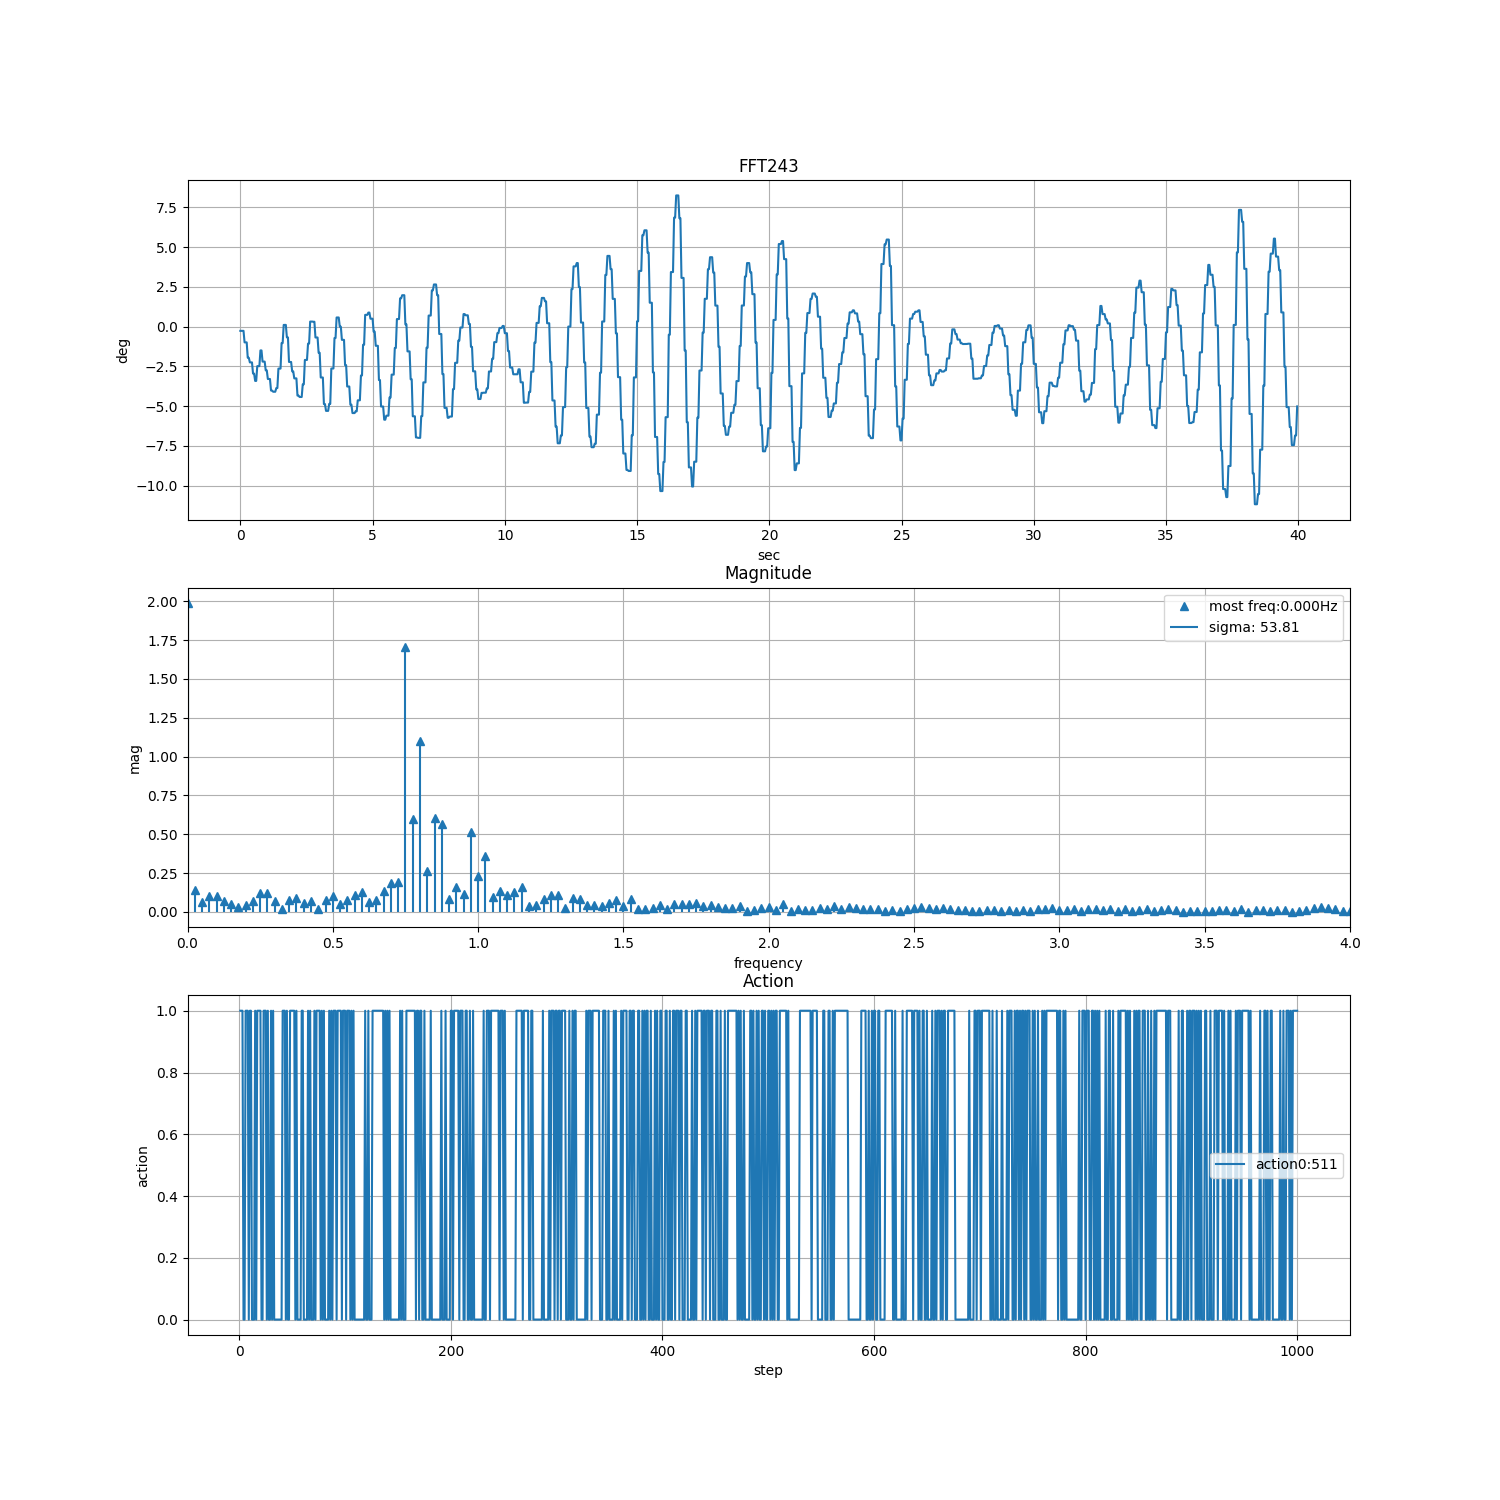 FFT243
7.5
5.0
2.5
0.0
−2.5
−5.0
−7.5
−10.0
deg
0 5 10 15 20 25 30 35 40
sec
Magnitude
2.00
1.75
1.50
1.25
1.00
0.75
0.50
0.25
0.00
mag
most freq:0.000Hz
sigma: 53.81
0.0 0.5 1.0 1.5 2.0 2.5 3.0 3.5 4.0
frequency
Action
1.0
0.8
0.6
0.4
0.2
0.0
action
action0:511
0 200 400 600 800 1000
step